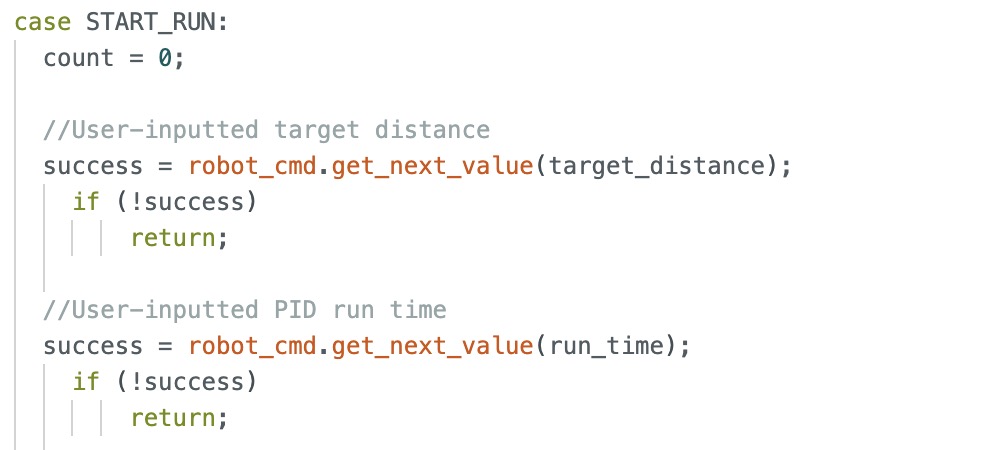 case START_RUN:
count = 0;
//User-inputted target distance
success = robot_cmd.get_next_value(target_distance);
if (!success)
return;
//User-inputted PID run time
success = robot_cmd.get_next_value(run_time);
if (!success)
return;